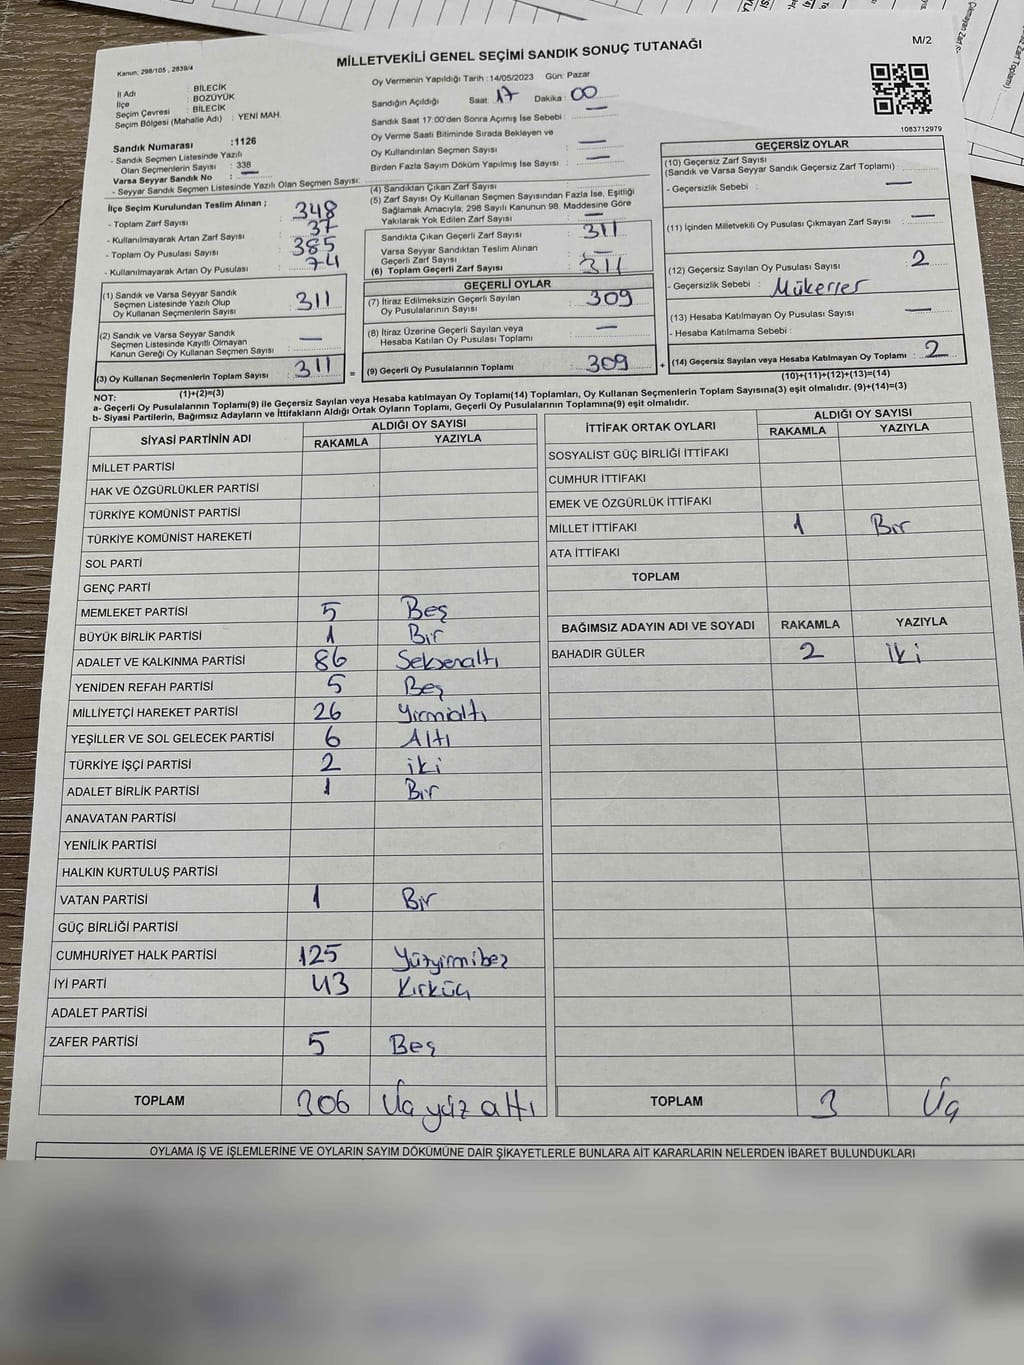 MİLLETVEKİLİ GENEL SEÇİMİ SANDIK SONUÇ TUTANAĞI
M/2
Kanun, 298/105 , 2839/4
İl Adı : BİLECİK
İlçe : BOZÜYÜK
Seçim Çevresi : BİLECİK
Seçim Bölgesi (Mahalle Adı) : YENİ MAH
Sandık Numarası :1126
- Sandık Seçmen Listesinde Yazılı
Olan Seçmenlerin Sayısı : 338
Varsa Seyyar Sandık No : —
- Seyyar Sandık Seçmen Listesinde Yazılı Olan Seçmen Sayısı:
Oy Vermenin Yapıldığı Tarih : 14/05/2023 Gün: Pazar
Sandığın Açıldığı Saat : 17 Dakika : 00
Sandık Saat 17:00'den Sonra Açımış İse Sebebi : —
Oy Verme Saati Bitiminde Sırada Bekleyen ve
Oy Kullandırılan Seçmen Sayısı : —
Birden Fazla Sayım Döküm Yapılmış İse Sayısı : —
1083712979
İlçe Seçim Kurulundan Teslim Alınan ;
- Toplam Zarf Sayısı : 348
- Kullanılmayarak Artan Zarf Sayısı : 37
- Toplam Oy Pusulası Sayısı : 385
- Kullanılmayarak Artan Oy Pusulası : 74
(1) Sandık ve Varsa Seyyar Sandık
Seçmen Listesinde Yazılı Olup
Oy Kullanan Seçmenlerin Sayısı : 311
(2) Sandık ve Varsa Seyyar Sandık
Seçmen Listesinde Kayıtlı Olmayan
Kanun Gereği Oy Kullanan Seçmen Sayısı : —
(3) Oy Kullanan Seçmenlerin Toplam Sayısı : 311
(1)+(2)=(3)
(4) Sandıktan Çıkan Zarf Sayısı :
(5) Zarf Sayısı Oy Kullanan Seçmen Sayısından Fazla İse, Eşitliği
Sağlamak Amacıyla; 298 Sayılı Kanunun 98. Maddesine Göre
Yakılarak Yok Edilen Zarf Sayısı : —
Sandıkta Çıkan Geçerli Zarf Sayısı : 311
Varsa Seyyar Sandıktan Teslim Alınan
Geçerli Zarf Sayısı : —
(6) Toplam Geçerli Zarf Sayısı : 311
GEÇERLİ OYLAR
(7) İtiraz Edilmeksizin Geçerli Sayılan
Oy Pusulalarının Sayısı : 309
(8) İtiraz Üzerine Geçerli Sayılan veya
Hesaba Katılan Oy Pusulası Toplamı : —
= (9) Geçerli Oy Pusulalarının Toplamı : 309 +
GEÇERSİZ OYLAR
(10) Geçersiz Zarf Sayısı
(Sandık ve Varsa Seyyar Sandık Geçersiz Zarf Toplamı) :
- Geçersizlik Sebebi : —
(11) İçinden Milletvekili Oy Pusulası Çıkmayan Zarf Sayısı : —
(12) Geçersiz Sayılan Oy Pusulası Sayısı : 2
- Geçersizlik Sebebi : Mükerrer
(13) Hesaba Katılmayan Oy Pusulası Sayısı : —
- Hesaba Katılmama Sebebi :
(14) Geçersiz Sayılan veya Hesaba Katılmayan Oy Toplamı : 2
(10)+(11)+(12)+(13)=(14)
NOT:
a- Geçerli Oy Pusulalarının Toplamı(9) ile Geçersiz Sayılan veya Hesaba Katılmayan Oy Toplamı(14) Toplamları, Oy Kullanan Seçmenlerin Toplam Sayısına(3) eşit olmalıdır. (9)+(14)=(3)
b- Siyasi Partilerin, Bağımsız Adayların ve İttifakların Aldığı Ortak Oyların Toplamı, Geçerli Oy Pusulalarının Toplamına(9) eşit olmalıdır.
SİYASİ PARTİNİN ADI ALDIĞI OY SAYISI
RAKAMLA YAZIYLA
MİLLET PARTİSİ
HAK VE ÖZGÜRLÜKLER PARTİSİ
TÜRKİYE KOMÜNİST PARTİSİ
TÜRKİYE KOMÜNİST HAREKETİ
SOL PARTİ
GENÇ PARTİ
MEMLEKET PARTİSİ 5 Beş
BÜYÜK BİRLİK PARTİSİ 1 Bir
ADALET VE KALKINMA PARTİSİ 86 Seksenaltı
YENİDEN REFAH PARTİSİ 5 Beş
MİLLİYETÇİ HAREKET PARTİSİ 26 Yirmialtı
YEŞİLLER VE SOL GELECEK PARTİSİ 6 Altı
TÜRKİYE İŞÇİ PARTİSİ 2 iki
ADALET BİRLİK PARTİSİ 1 Bir
ANAVATAN PARTİSİ
YENİLİK PARTİSİ
HALKIN KURTULUŞ PARTİSİ
VATAN PARTİSİ 1 Bir
GÜÇ BİRLİĞİ PARTİSİ
CUMHURİYET HALK PARTİSİ 125 Yüzyirmibeş
İYİ PARTİ 43 Kırküç
ADALET PARTİSİ
ZAFER PARTİSİ 5 Beş
TOPLAM 306 Üç yüz altı
İTTİFAK ORTAK OYLARI ALDIĞI OY SAYISI
RAKAMLA YAZIYLA
SOSYALİST GÜÇ BİRLİĞİ İTTİFAKI
CUMHUR İTTİFAKI
EMEK VE ÖZGÜRLÜK İTTİFAKI
MİLLET İTTİFAKI 1 Bir
ATA İTTİFAKI
TOPLAM
BAĞIMSIZ ADAYIN ADI VE SOYADI RAKAMLA YAZIYLA
BAHADIR GÜLER 2 iki
TOPLAM 3 Üç
OYLAMA İŞ VE İŞLEMLERİNE VE OYLARIN SAYIM DÖKÜMÜNE DAİR ŞİKAYETLERLE BUNLARA AİT KARARLARIN NELERDEN İBARET BULUNDUKLARI